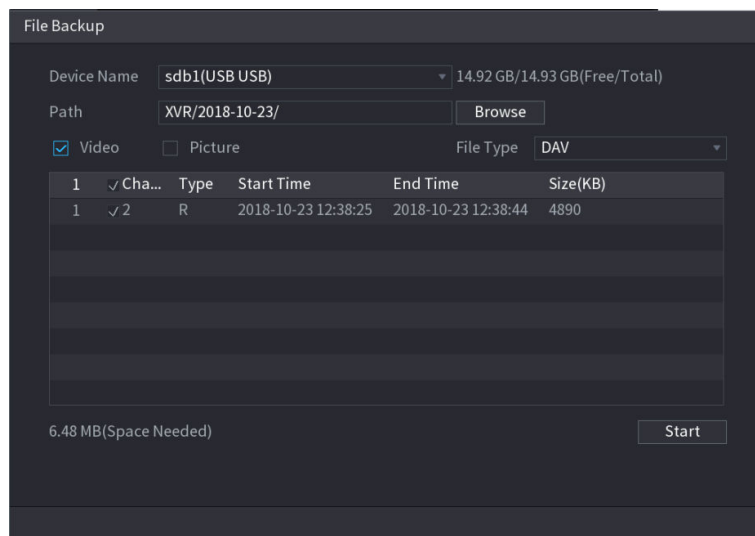 File Backup
Device Name sdb1(USB USB) 14.92 GB/14.93 GB(Free/Total)
Path XVR/2018-10-23/ Browse
Video Picture File Type DAV
1 Cha... Type Start Time End Time Size(KB)
1 2 R 2018-10-23 12:38:25 2018-10-23 12:38:44 4890
6.48 MB(Space Needed) Start